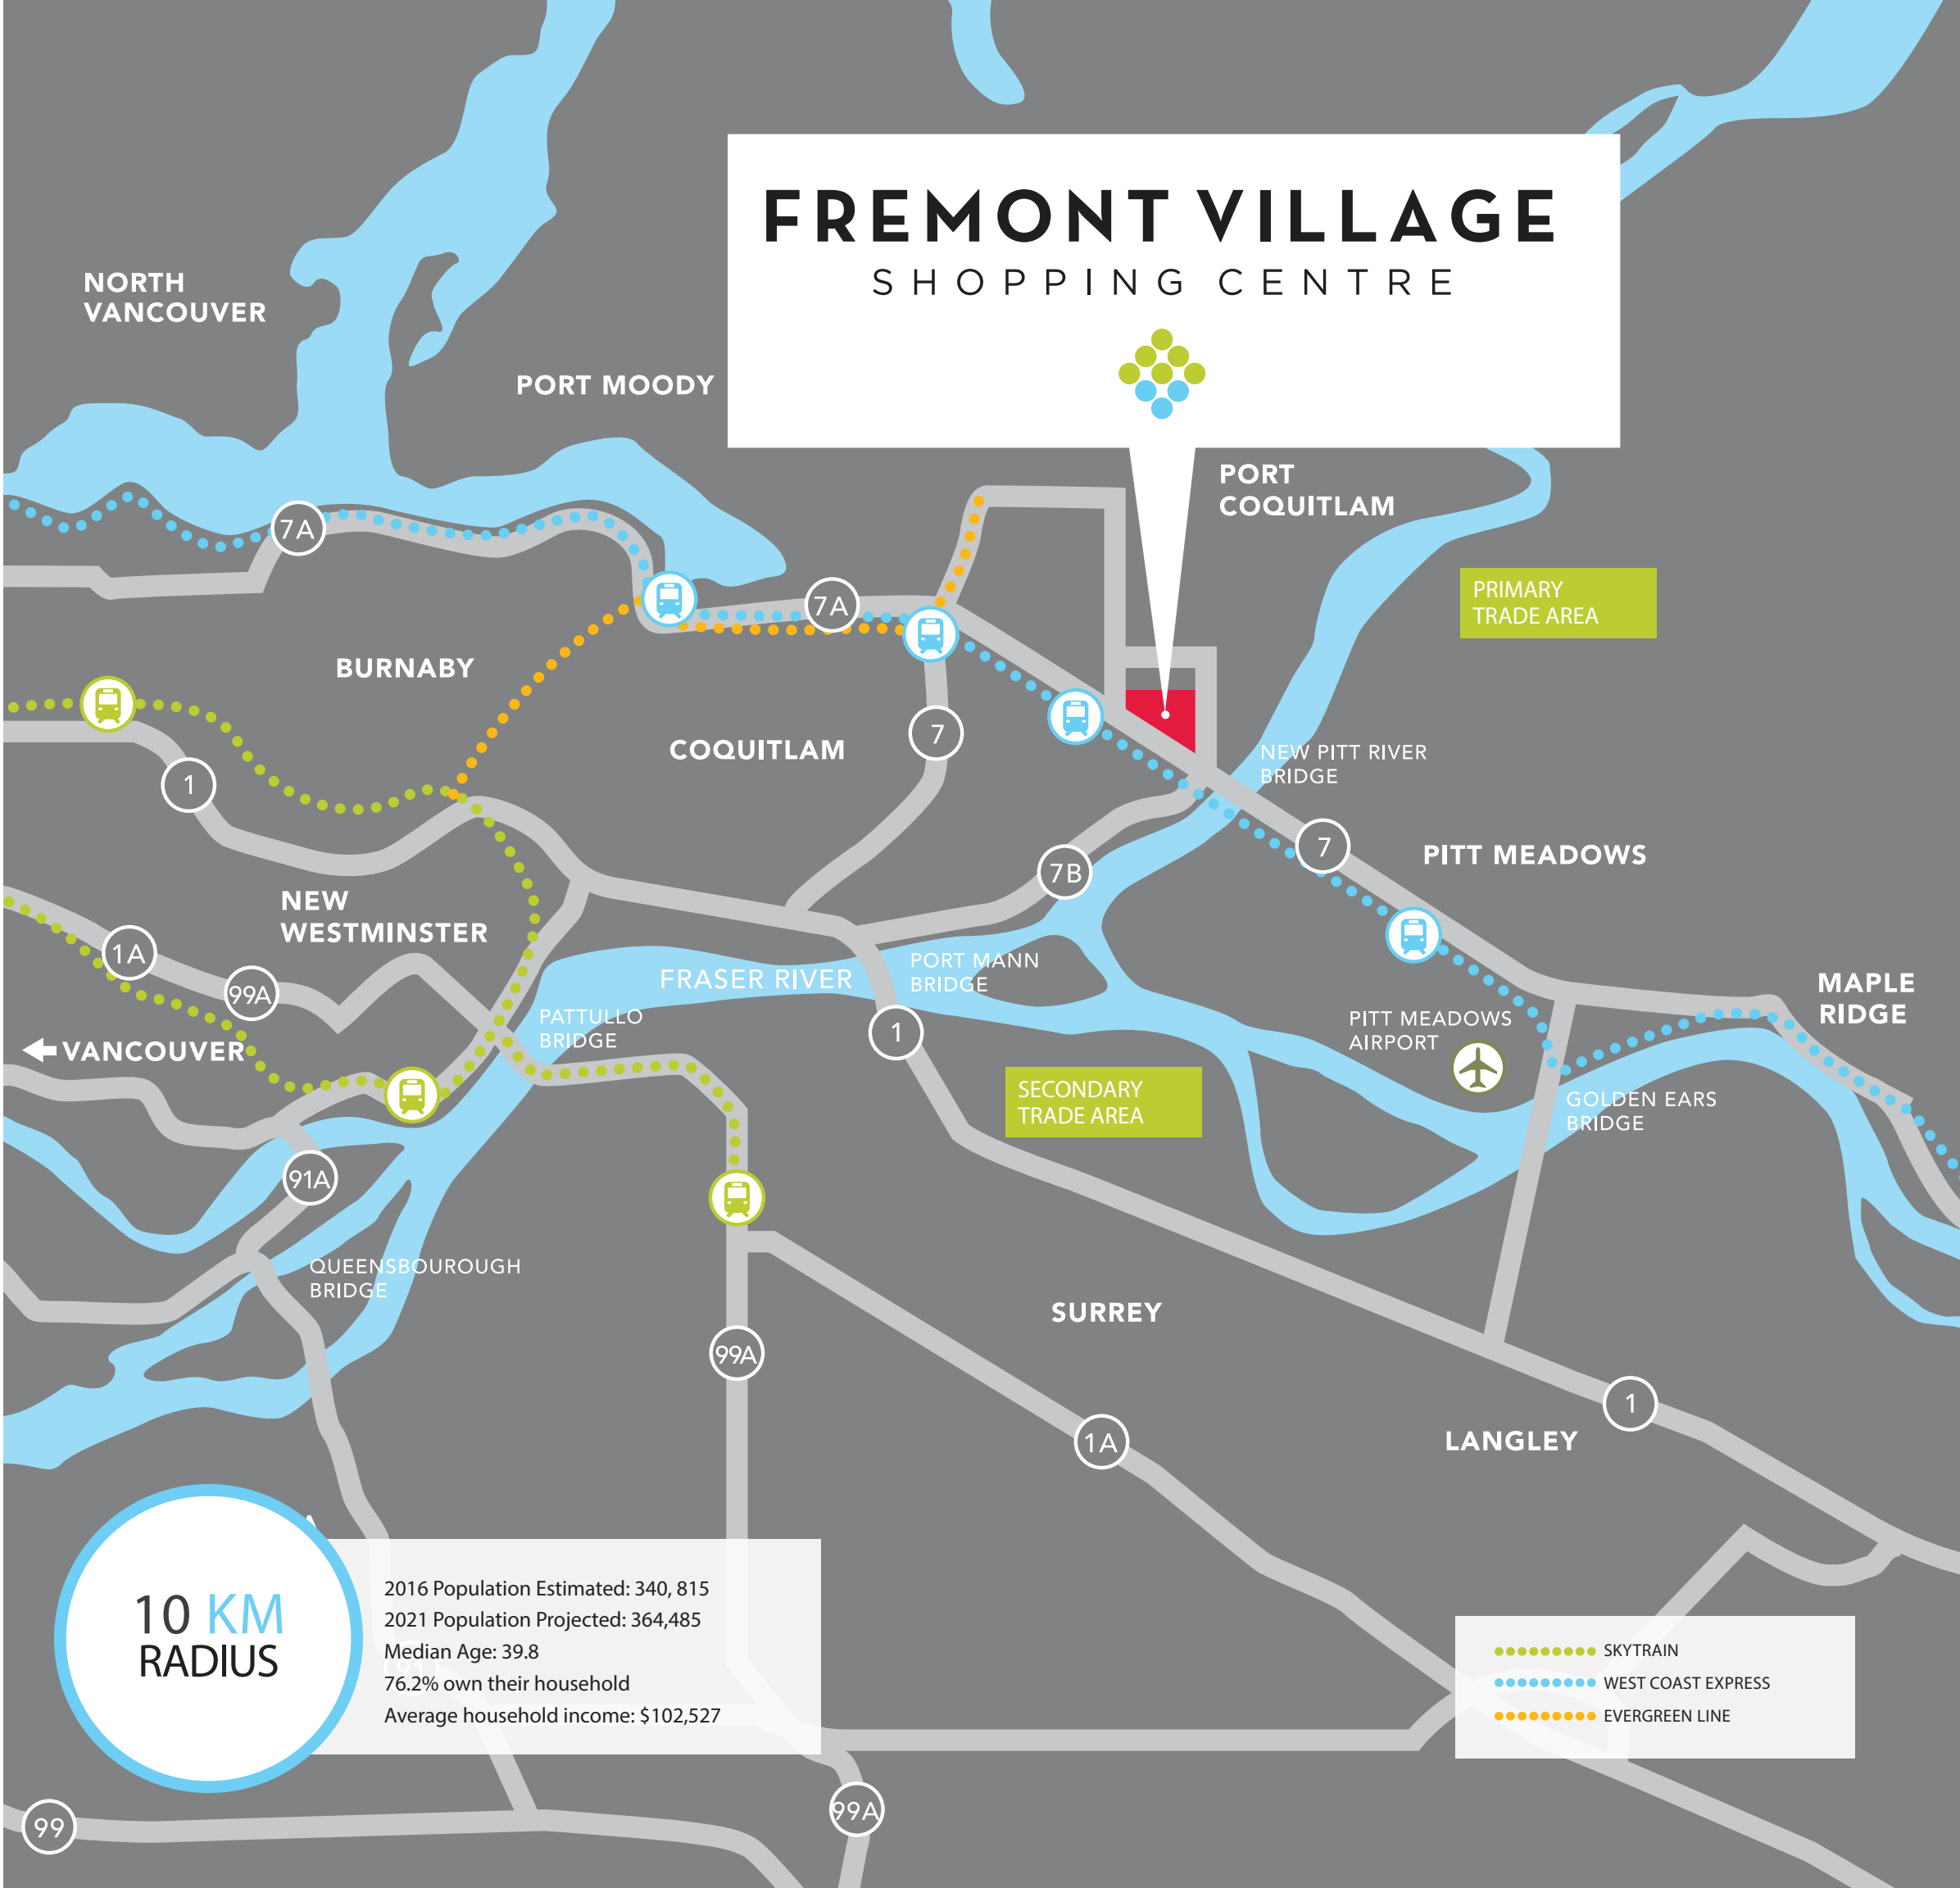 FREMONT VILLAGE
SHOPPING CENTRE
NORTH
VANCOUVER
PORT MOODY
PORT
COQUITLAM
7A
7A
PRIMARY
TRADE AREA
BURNABY
COQUITLAM
7
1
NEW PITT RIVER
BRIDGE
7
PITT MEADOWS
7B
NEW
WESTMINSTER
1A
99A
FRASER RIVER
PORT MANN
BRIDGE
MAPLE
RIDGE
PATTULLO
BRIDGE
1
PITT MEADOWS
AIRPORT
VANCOUVER
SECONDARY
TRADE AREA
GOLDEN EARS
BRIDGE
91A
QUEENSBOUROUGH
BRIDGE
SURREY
99A
1
1A
LANGLEY
10 KM
RADIUS
2016 Population Estimated: 340, 815
2021 Population Projected: 364,485
Median Age: 39.8
76.2% own their household
Average household income: $102,527
91
SKYTRAIN
WEST COAST EXPRESS
EVERGREEN LINE
99A
99